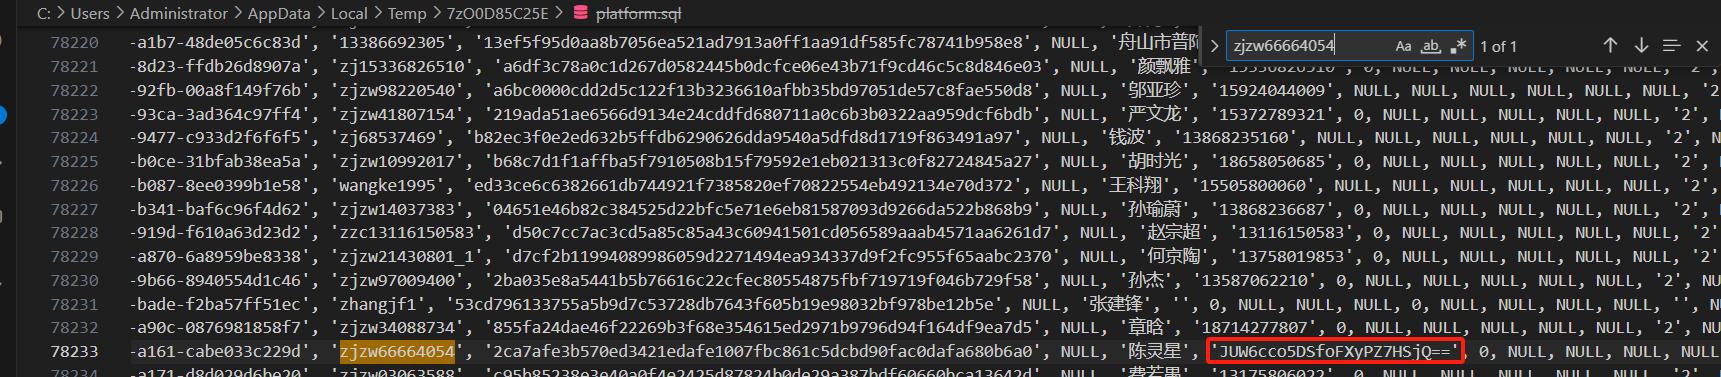 C: > Users > Administrator > AppData > Local > Temp > 7zO0D85C25E > platform.sql
zjzw66664054 Aa ab .* 1 of 1
78220 -a1b7-48de05c6c83d', '13386692305', '13ef5f95d0aa8b7056ea521ad7913a0ff1aa91df585fc78741b958e8', NULL, '舟山市普陀
78221 -8d23-ffdb26d8907a', 'zj15336826510', 'a6df3c78a0c1d267d0582445b0dcfce06e43b71f9cd46c5c8d846e03', NULL, '颜飘雅', '15336826510', 0, NULL, NULL, NULL, NULL, NULL, '2',
78222 -92fb-00a8f149f76b', 'zjzw98220540', 'a6bc0000cdd2d5c122f13b3236610afbb35bd97051de57c8fae550d8', NULL, '邬亚珍', '15924044009', NULL, NULL, NULL, NULL, NULL, NULL, '2
78223 -93ca-3ad364c97ff4', 'zjzw41807154', '219ada51ae6566d9134e24cddfd680711a0c6b3b0322aa959dcf6bdb', NULL, '严文龙', '15372789321', 0, NULL, NULL, NULL, NULL, NULL, '2',
78224 -9477-c933d2f6f6f5', 'zj68537469', 'b82ec3f0e2ed632b5ffdb6290626dda9540a5dfd8d1719f863491a97', NULL, '钱波', '13868235160', NULL, NULL, NULL, NULL, NULL, NULL, '2'
78225 -b0ce-31bfab38ea5a', 'zjzw10992017', 'b68c7d1f1affba5f7910508b15f79592e1eb021313c0f82724845a27', NULL, '胡时光', '18658050685', 0, NULL, NULL, NULL, NULL, NULL, '2',
78226 -b087-8ee0399b1e58', 'wangke1995', 'ed33ce6c6382661db744921f7385820ef70822554eb492134e70d372', NULL, '王科翔', '15505800060', 0, NULL, NULL, NULL, NULL, NULL, '2',
78227 -b341-baf6c96f4d62', 'zjzw14037383', '04651e46b82c384525d22bfc5e71e6eb81587093d9266da522b868b9', NULL, '孙瑜蔚', '13868236687', 0, NULL, NULL, NULL, NULL, NULL, '2',
78228 -919d-f610a63d23d2', 'zzc13116150583', 'd50c7cc7ac3cd5a85c85a43c60941501cd056589aaab4571aa6261d7', NULL, '赵宗超', '13116150583', 0, NULL, NULL, NULL, NULL, NULL, '2'
78229 -a870-6a8959be8338', 'zjzw21430801_1', 'd7cf2b11994089986059d2271494ea934337d9f2fc955f65aabc2370', NULL, '何京陶', '13758019853', 0, NULL, NULL, NULL, NULL, NULL, '2'
78230 -9b66-8940554d1c46', 'zjzw97009400', '2ba035e8a5441b5b76616c22cfec80554875fbf719719f046b729f58', NULL, '孙杰', '13587062210', 0, NULL, NULL, NULL, NULL, NULL, '2',
78231 -bade-f2ba57ff51ec', 'zhangjf1', '53cd796133755a5b9d7c53728db7643f605b19e98032bf978be12b5e', NULL, '张建锋', '', 0, NULL, NULL, NULL, 0, NULL, NULL, NULL, '', NULL,
78232 -a90c-0876981858f7', 'zjzw34088734', '855fa24dae46f22269b3f68e354615ed2971b9796d94f164df9ea7d5', NULL, '章晗', '18714277807', 0, NULL, NULL, NULL, NULL, NULL, '2', NULL
78233 -a161-cabe033c229d', 'zjzw66664054', '2ca7afe3b570ed3421edafe1007fbc861c5dcbd90fac0dafa680b6a0', NULL, '陈灵星', 'JUW6cco5DSfoFXyPZ7HSjQ==', 0, NULL, NULL, NULL, NULL